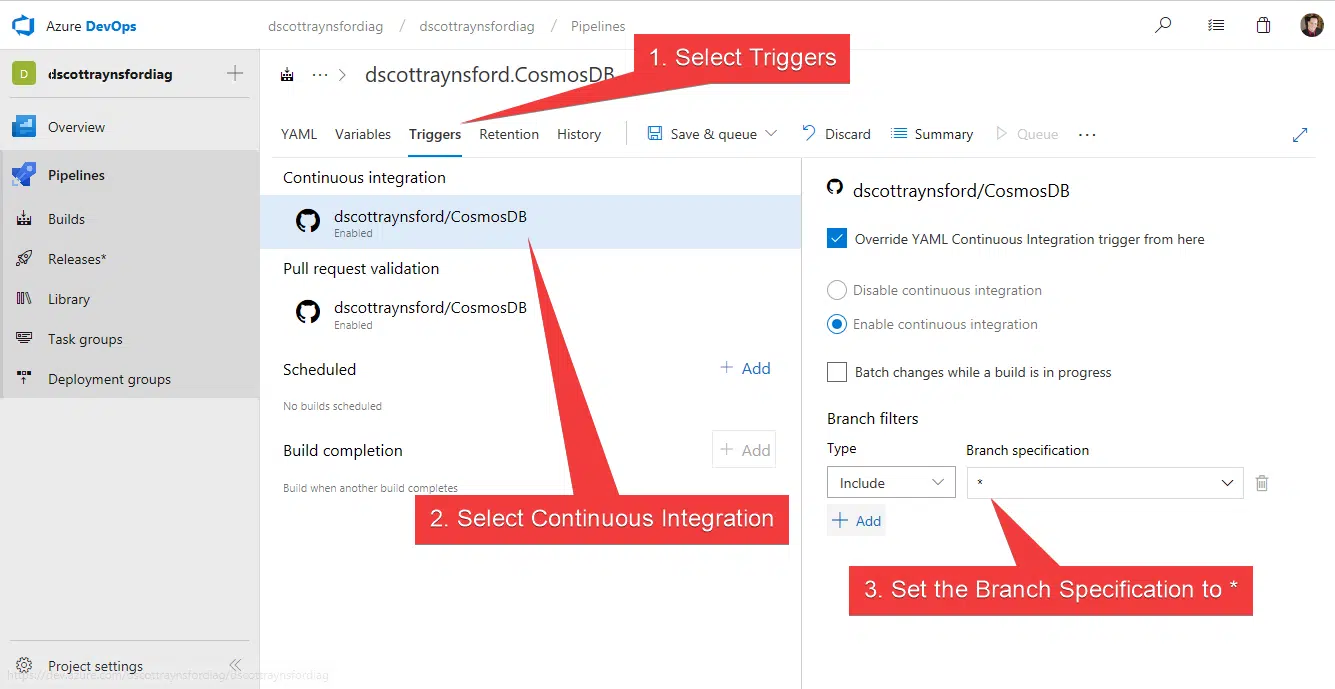 Azure DevOps
dscottraynsfordiag / dscottraynsfordiag / Pipelines
D dscottraynsfordiag
Overview
Pipelines
Builds
Releases*
Library
Task groups
Deployment groups
Project settings
https://dev.azure.com/dscottraynsfordiag/dscottraynsfordiag
... > dscottraynsford.CosmosDB
1. Select Triggers
YAML Variables Triggers Retention History Save & queue Discard Summary Queue ...
Continuous integration
dscottraynsford/CosmosDB
Enabled
Pull request validation
dscottraynsford/CosmosDB
Enabled
Scheduled + Add
No builds scheduled
Build completion + Add
Build when another build completes
2. Select Continuous Integration
dscottraynsford/CosmosDB
Override YAML Continuous Integration trigger from here
Disable continuous integration
Enable continuous integration
Batch changes while a build is in progress
Branch filters
Type Branch specification
Include *
+ Add
3. Set the Branch Specification to *